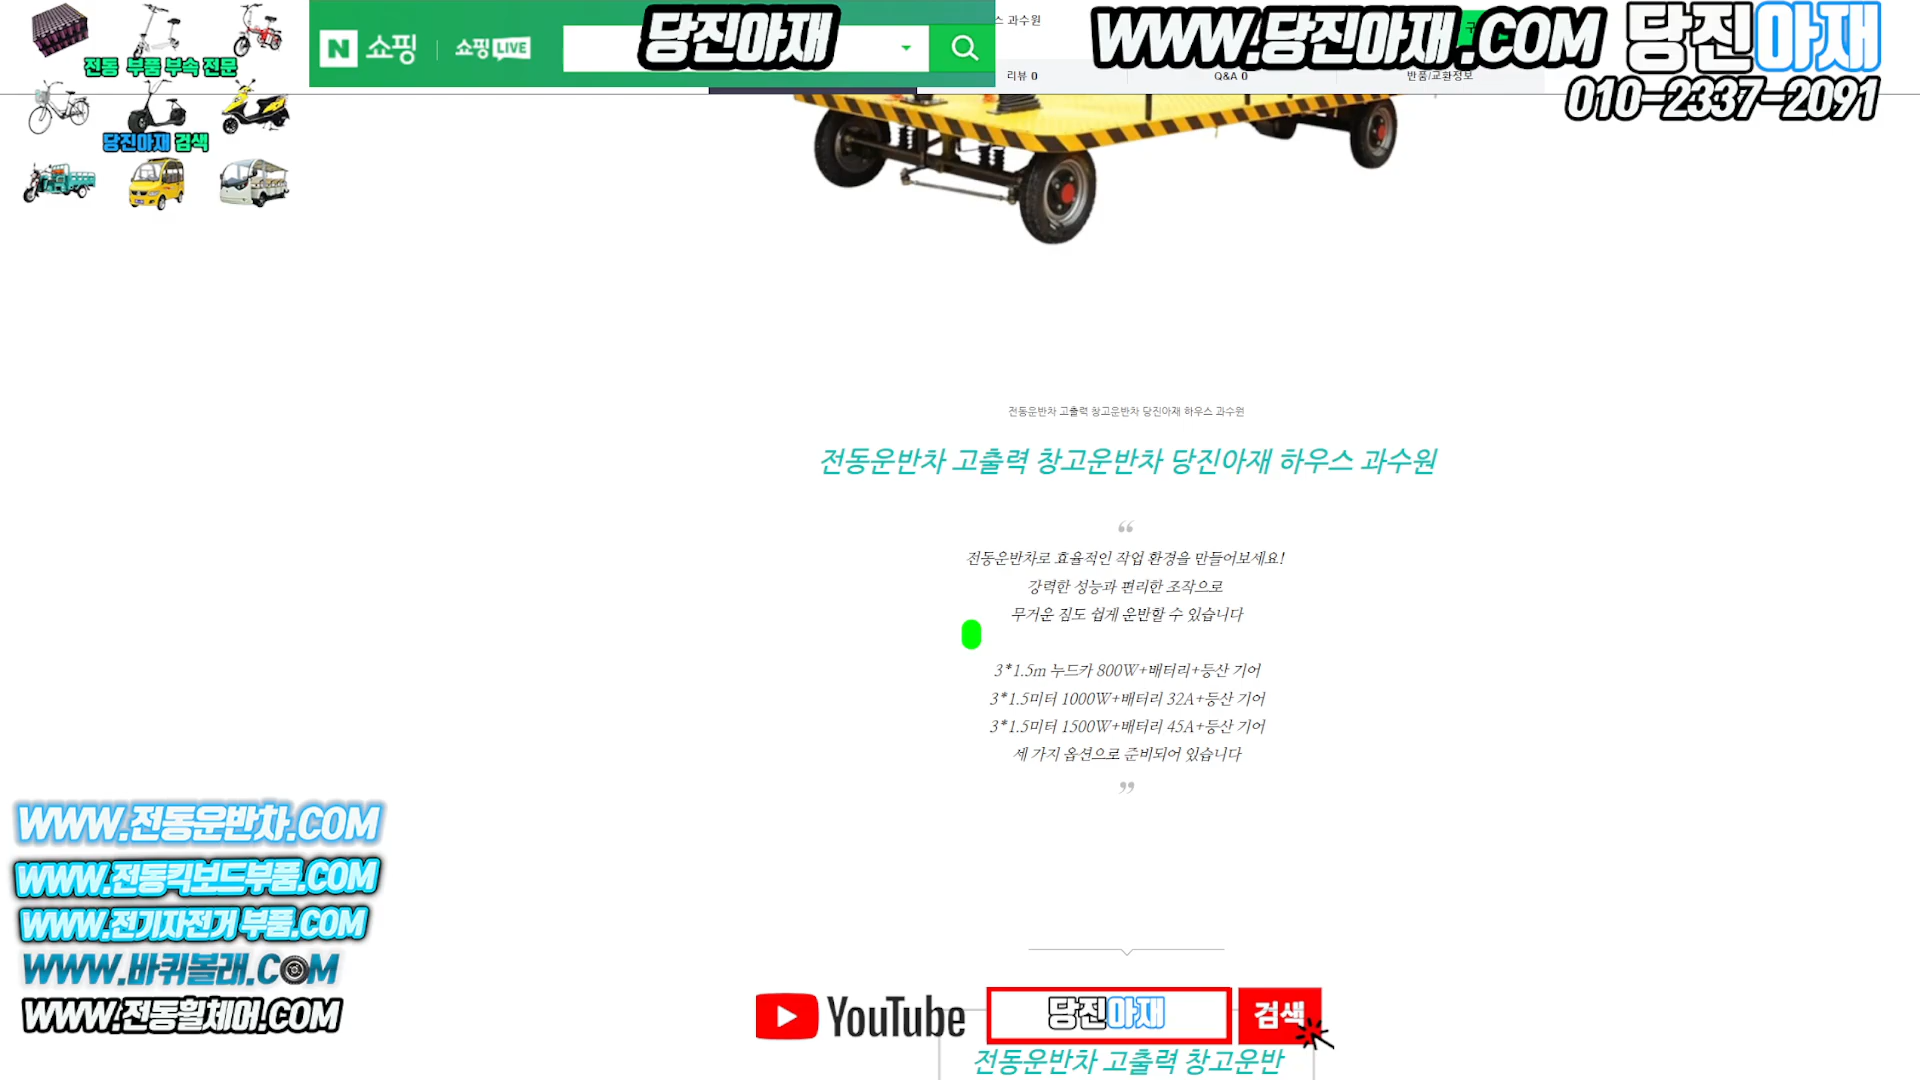 전동 부품 부속 전문
당진아재 검색
N 쇼핑 쇼핑 LIVE
당진아재
스 과수원
WWW.당진아재.COM
당진아재
010-2337-2091
리뷰 0
Q&A 0
반품/교환정보
전동운반차 고출력 창고운반차 당진아재 하우스 과수원
전동운반차 고출력 창고운반차 당진아재 하우스 과수원
“
전동운반차로 효율적인 작업 환경을 만들어보세요!
강력한 성능과 편리한 조작으로
무거운 짐도 쉽게 운반할 수 있습니다
3*1.5m 누드카 800W+배터리+등산 기어
3*1.5미터 1000W+배터리 32A+등산 기어
3*1.5미터 1500W+배터리 45A+등산 기어
세 가지 옵션으로 준비되어 있습니다
”
WWW.전동운반차.COM
WWW.전동킥보드부품.COM
WWW.전기자전거 부품.COM
WWW.바퀴볼래.COM
WWW.전동휠체어.COM
YouTube 당진아재 검색
전동운반차 고출력 창고운반